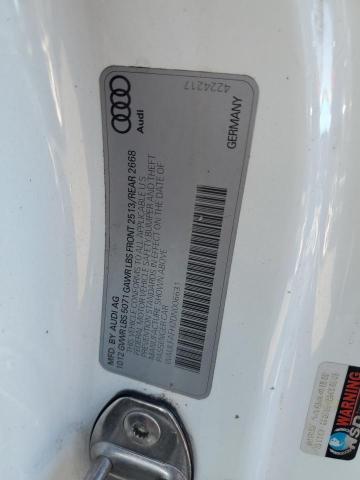 Audi
4224217
GERMANY
MFD. BY AUDI AG
10.12 GVWR LBS 5071 GAWR LBS FRONT 2513/REAR 2668
THIS VEHICLE CONFORMS TO ALL APPLICABLE U.S.
FEDERAL MOTOR VEHICLE SAFETY, BUMPER AND THEFT
PREVENTION STANDARDS IN EFFECT ON THE DATE OF
MANUFACTURE SHOWN ABOVE
PASSENGER CAR
WARNING